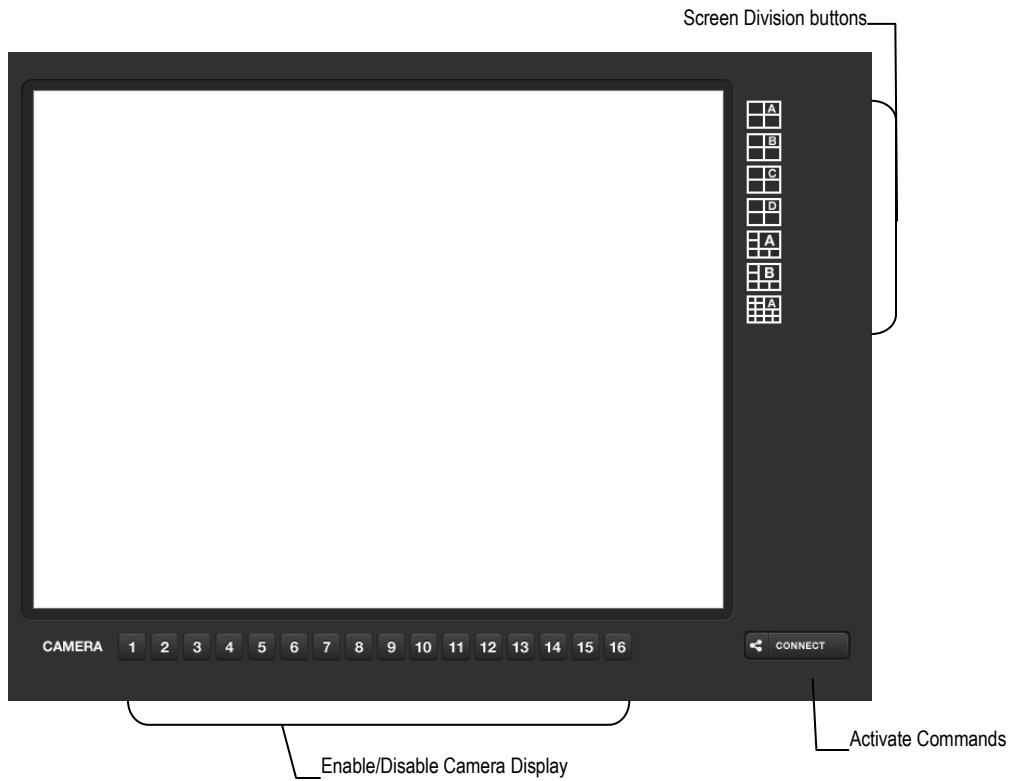 Screen Division buttons
A
B
C
D
A
B
A
CAMERA 1 2 3 4 5 6 7 8 9 10 11 12 13 14 15 16
CONNECT
Activate Commands
Enable/Disable Camera Display